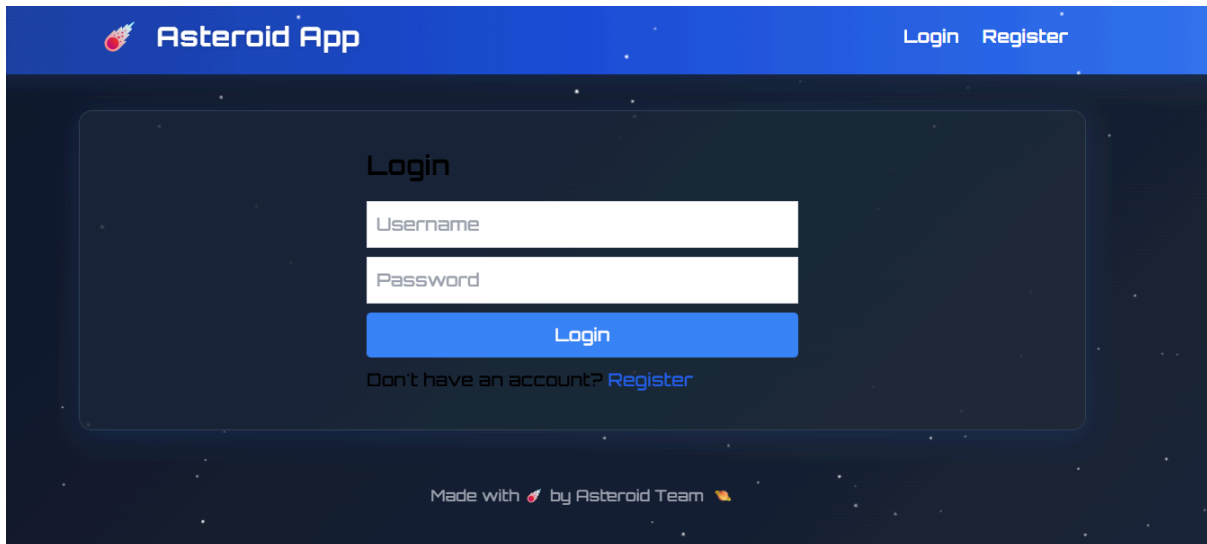 Asteroid App
Login Register
Login
Username
Password
Login
Don't have an account? Register
Made with ☄️ by Asteroid Team 🪐